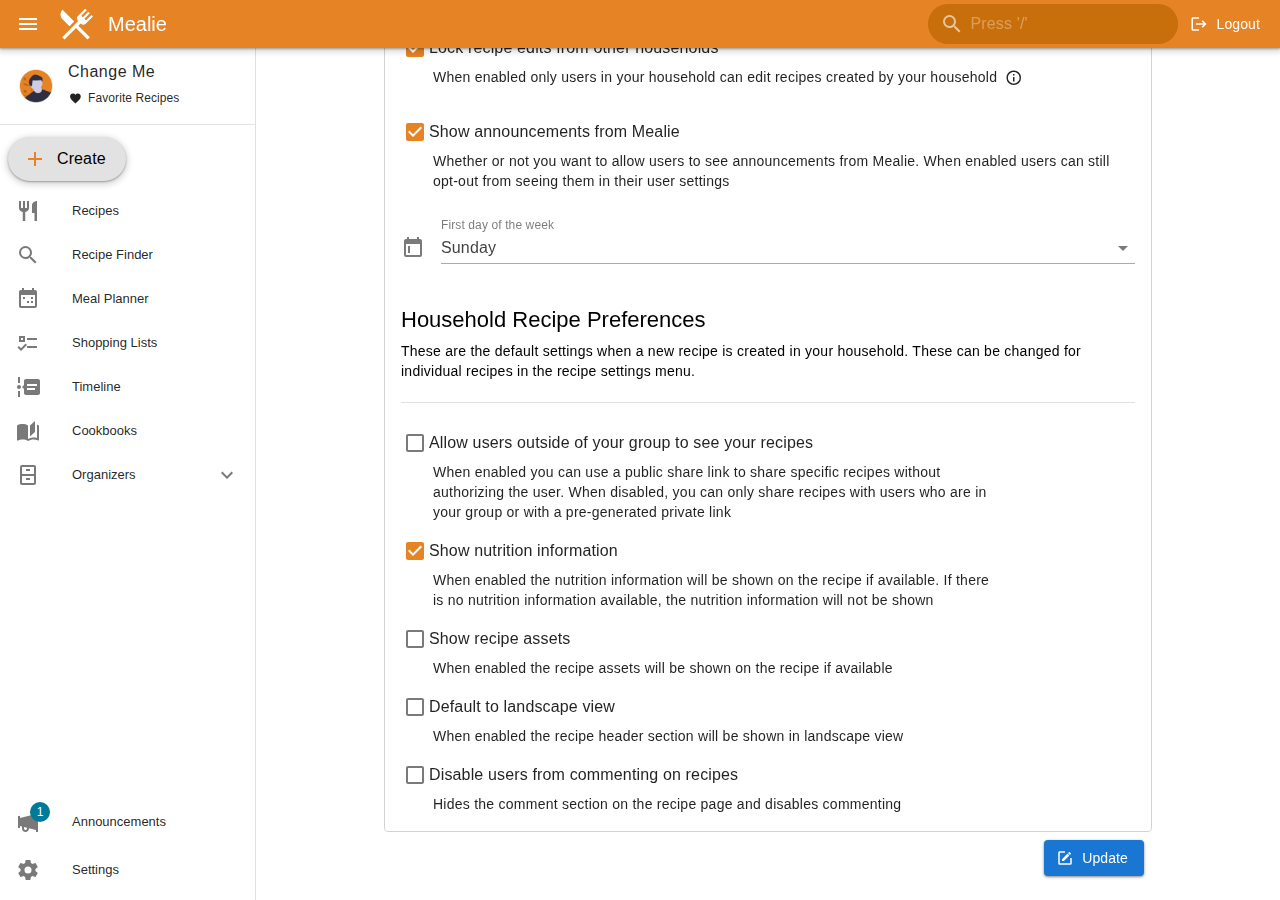 Mealie
Press '/'
Logout
Change Me
Favorite Recipes
Create
Recipes
Recipe Finder
Meal Planner
Shopping Lists
Timeline
Cookbooks
Organizers
1
Announcements
Settings
Lock recipe edits from other households
When enabled only users in your household can edit recipes created by your household
Show announcements from Mealie
Whether or not you want to allow users to see announcements from Mealie. When enabled users can still
opt-out from seeing them in their user settings
First day of the week
Sunday
Household Recipe Preferences
These are the default settings when a new recipe is created in your household. These can be changed for
individual recipes in the recipe settings menu.
Allow users outside of your group to see your recipes
When enabled you can use a public share link to share specific recipes without
authorizing the user. When disabled, you can only share recipes with users who are in
your group or with a pre-generated private link
Show nutrition information
When enabled the nutrition information will be shown on the recipe if available. If there
is no nutrition information available, the nutrition information will not be shown
Show recipe assets
When enabled the recipe assets will be shown on the recipe if available
Default to landscape view
When enabled the recipe header section will be shown in landscape view
Disable users from commenting on recipes
Hides the comment section on the recipe page and disables commenting
Update